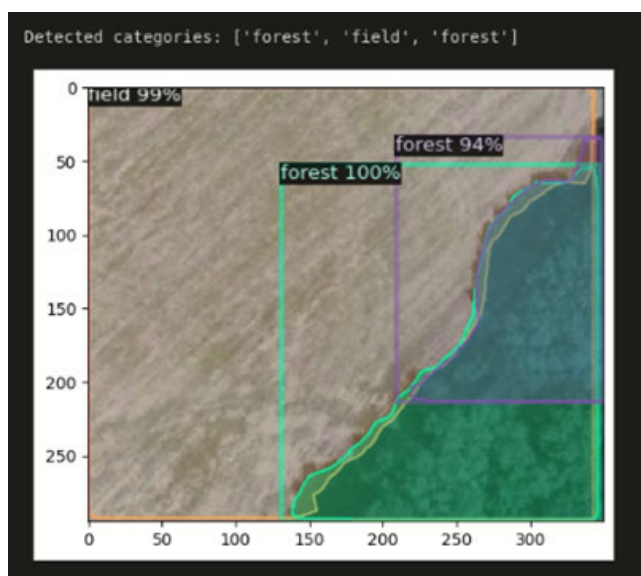 Detected categories: ['forest', 'field', 'forest']
0
field 99%
forest 94%
50
forest 100%
100
150
200
250
0 50 100 150 200 250 300